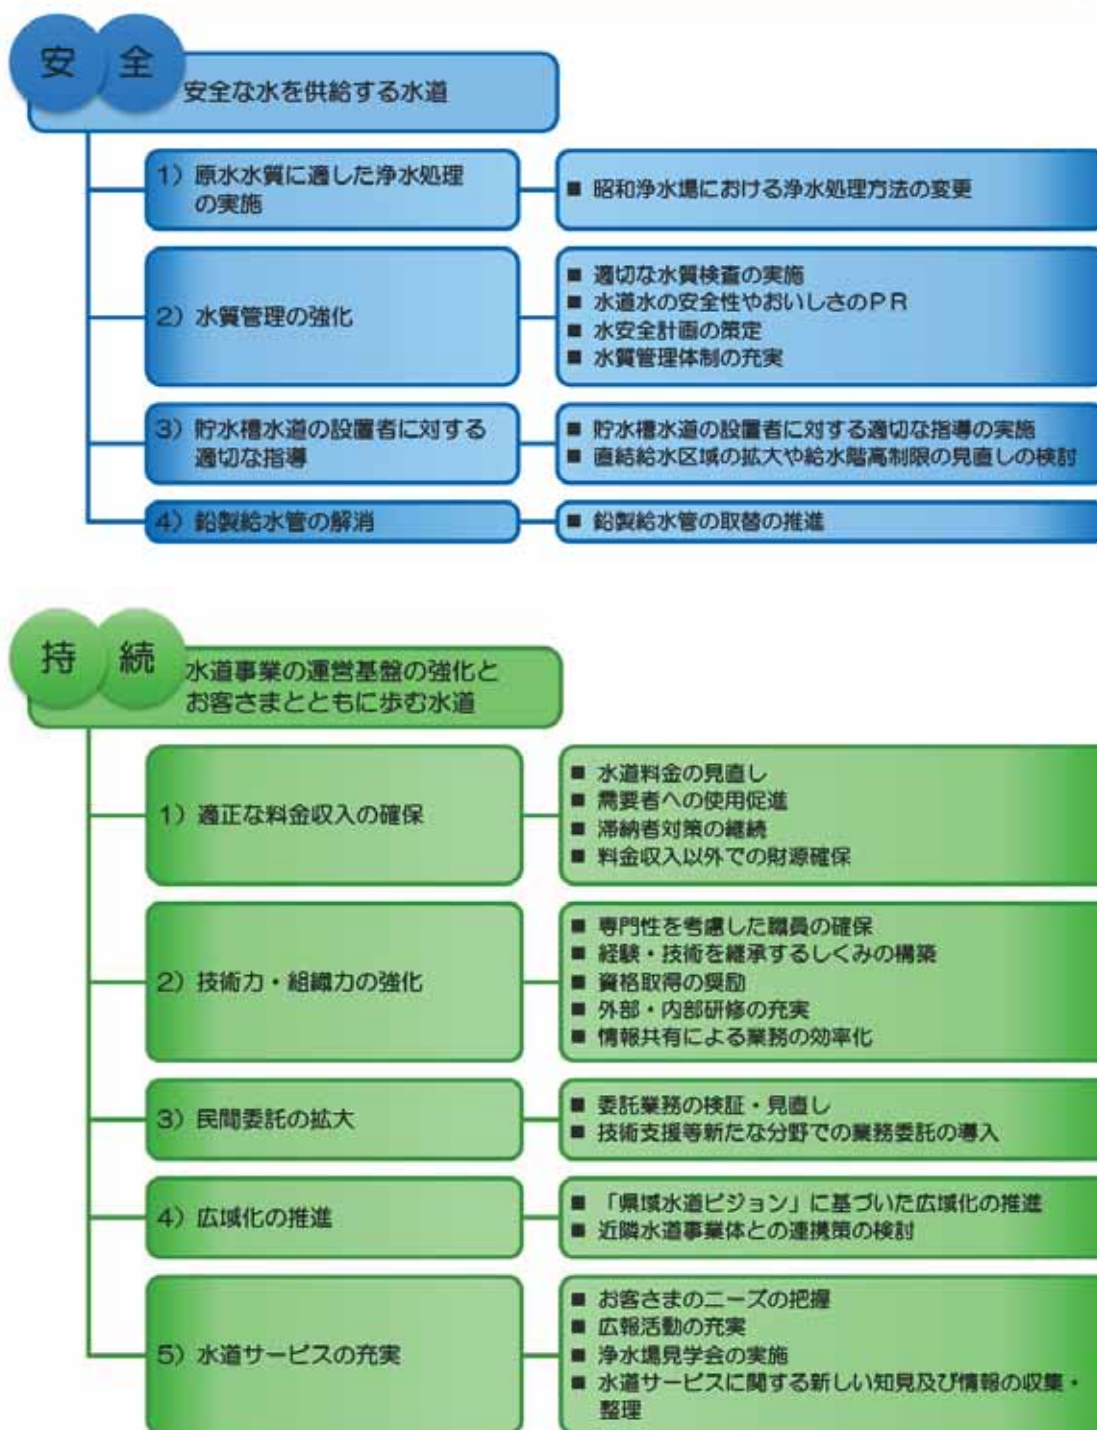 安全
安全な水を供給する水道
1）原水水質に適した浄水処理
の実施
■ 昭和浄水場における浄水処理方法の変更
2）水質管理の強化
■ 適切な水質検査の実施
■ 水道水の安全性やおいしさのＰＲ
■ 水安全計画の策定
■ 水質管理体制の充実
3）貯水槽水道の設置者に対する
適切な指導
■ 貯水槽水道の設置者に対する適切な指導の実施
■ 直結給水区域の拡大や給水階高制限の見直しの検討
4）鉛製給水管の解消
■ 鉛製給水管の取替の推進
持続
水道事業の運営基盤の強化と
お客さまとともに歩む水道
1）適正な料金収入の確保
■ 水道料金の見直し
■ 需要者への使用促進
■ 滞納者対策の継続
■ 料金収入以外での財源確保
2）技術力・組織力の強化
■ 専門性を考慮した職員の確保
■ 経験・技術を継承するしくみの構築
■ 資格取得の奨励
■ 外部・内部研修の充実
■ 情報共有による業務の効率化
3）民間委託の拡大
■ 委託業務の検証・見直し
■ 技術支援等新たな分野での業務委託の導入
4）広域化の推進
■ 「県域水道ビジョン」に基づいた広域化の推進
■ 近隣水道事業体との連携策の検討
5）水道サービスの充実
■ お客さまのニーズの把握
■ 広報活動の充実
■ 浄水場見学会の実施
■ 水道サービスに関する新しい知見及び情報の収集・
整理